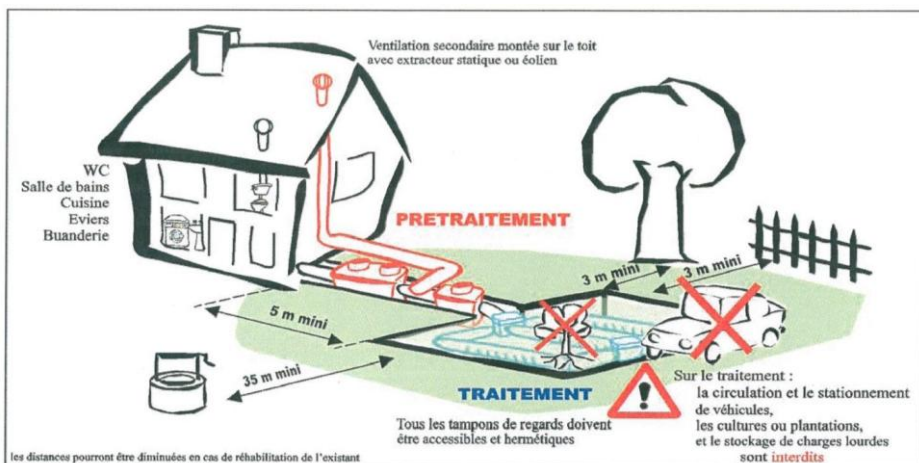 Ventilation secondaire montée sur le toit
avec extracteur statique ou éolien
WC
Salle de bains
Cuisine
Eviers
Buanderie
PRETRAITEMENT
3 m mini
3 m mini
5 m mini
35 m mini
TRAITEMENT
Tous les tampons de regards doivent
être accessibles et hermétiques
Sur le traitement :
la circulation et le stationnement
de véhicules,
les cultures ou plantations,
et le stockage de charges lourdes
sont interdits
les distances pourront être diminuées en cas de réhabilitation de l'existant